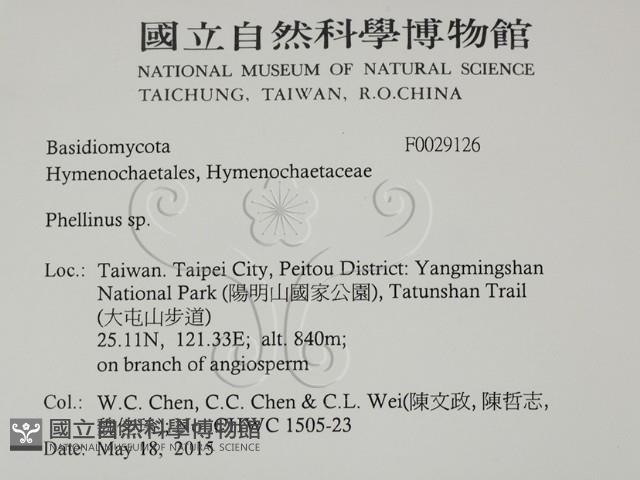 國立自然科學博物館
NATIONAL MUSEUM OF NATURAL SCIENCE
TAICHUNG, TAIWAN, R.O.CHINA
Basidiomycota F0029126
Hymenochaetales, Hymenochaetaceae
Phellinus sp.
Loc.: Taiwan. Taipei City, Peitou District: Yangmingshan
National Park (陽明山國家公園), Tatunshan Trail
(大屯山步道)
25.11N, 121.33E; alt. 840m;
on branch of angiosperm
Col.: W.C. Chen, C.C. Chen & C.L. Wei(陳文政, 陳哲志,
CHWC 1505-23
國立自然科學博物館
NATIONAL MUSEUM OF NATURAL SCIENCE
Date: May 18, 2015